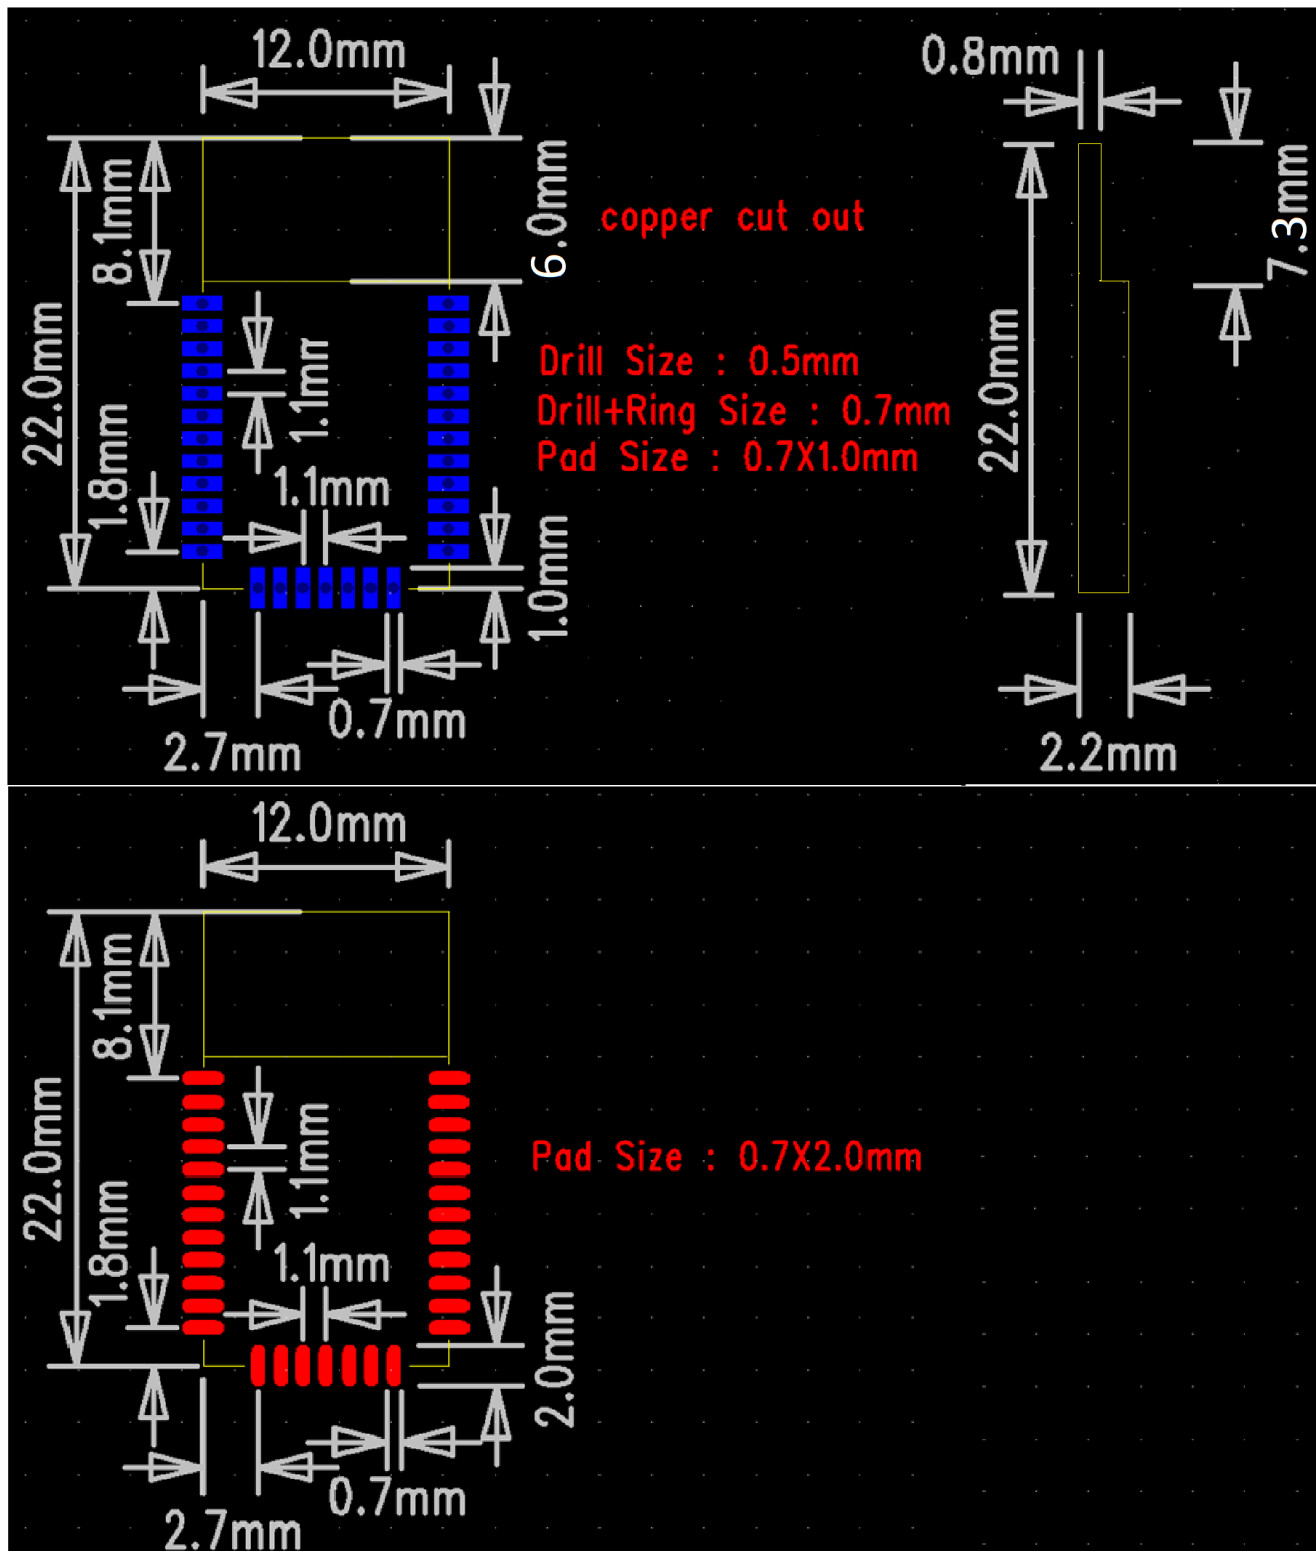 12.0mm
0.8mm
8.1mm
6.0mm
copper cut out
7.3mm
22.0mm
1.1mm
Drill Size : 0.5mm
Drill+Ring Size : 0.7mm
Pad Size : 0.7X1.0mm
22.0mm
1.8mm
1.1mm
1.0mm
0.7mm
2.7mm
2.2mm
12.0mm
8.1mm
22.0mm
1.1mm
Pad Size : 0.7X2.0mm
1.8mm
1.1mm
2.0mm
0.7mm
2.7mm